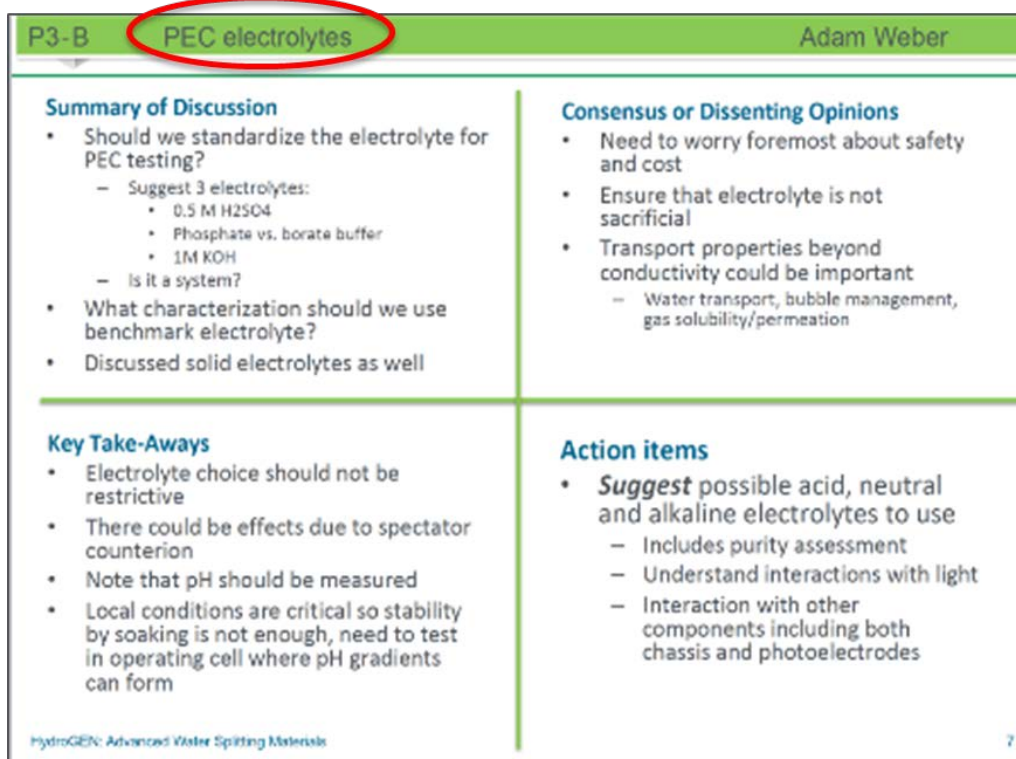 P3-B PEC electrolytes Adam Weber
Summary of Discussion
• Should we standardize the electrolyte for
PEC testing?
– Suggest 3 electrolytes:
• 0.5 M H2SO4
• Phosphate vs. borate buffer
• 1M KOH
– Is it a system?
• What characterization should we use
benchmark electrolyte?
• Discussed solid electrolytes as well
Consensus or Dissenting Opinions
• Need to worry foremost about safety
and cost
• Ensure that electrolyte is not
sacrificial
• Transport properties beyond
conductivity could be important
– Water transport, bubble management,
gas solubility/permeation
Key Take-Aways
• Electrolyte choice should not be
restrictive
• There could be effects due to spectator
counterion
• Note that pH should be measured
• Local conditions are critical so stability
by soaking is not enough, need to test
in operating cell where pH gradients
can form
Action items
• Suggest possible acid, neutral
and alkaline electrolytes to use
– Includes purity assessment
– Understand interactions with light
– Interaction with other
components including both
chassis and photoelectrodes
HydroGEN: Advanced Water Splitting Materials
7